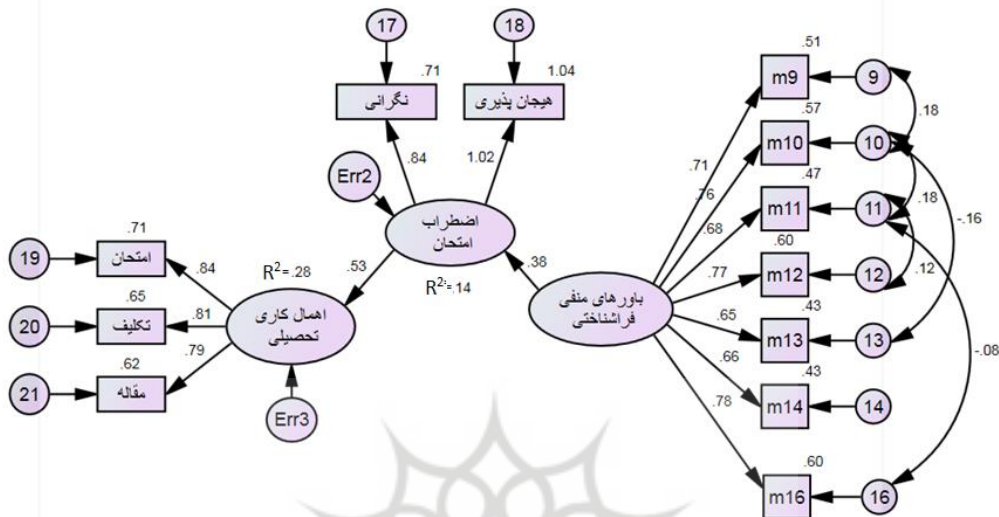 17
18
.71
1.04
نگرانی
هیجان پذیری
.84
1.02
Err2
اضطراب
امتحان
R²=.14
.53
.38
19
.71
امتحان
.84
20
.65
تکلیف
.81
21
.62
مقاله
.79
R²=.28
اهمال کاری
تحصیلی
Err3
باورهای منفی
فراشناختی
.51
m9
9
.71
.18
.57
m10
10
.76
.47
m11
11
.68
.18
-.16
.60
m12
12
.77
.12
.43
m13
13
.65
-.08
.43
m14
14
.66
.60
m16
16
.78